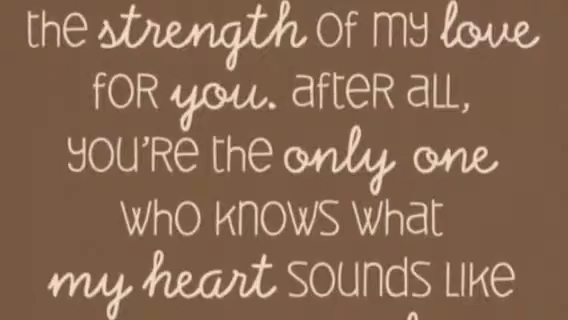 the strength of my love
for you. after all,
you're the only one
who knows what
my heart sounds like